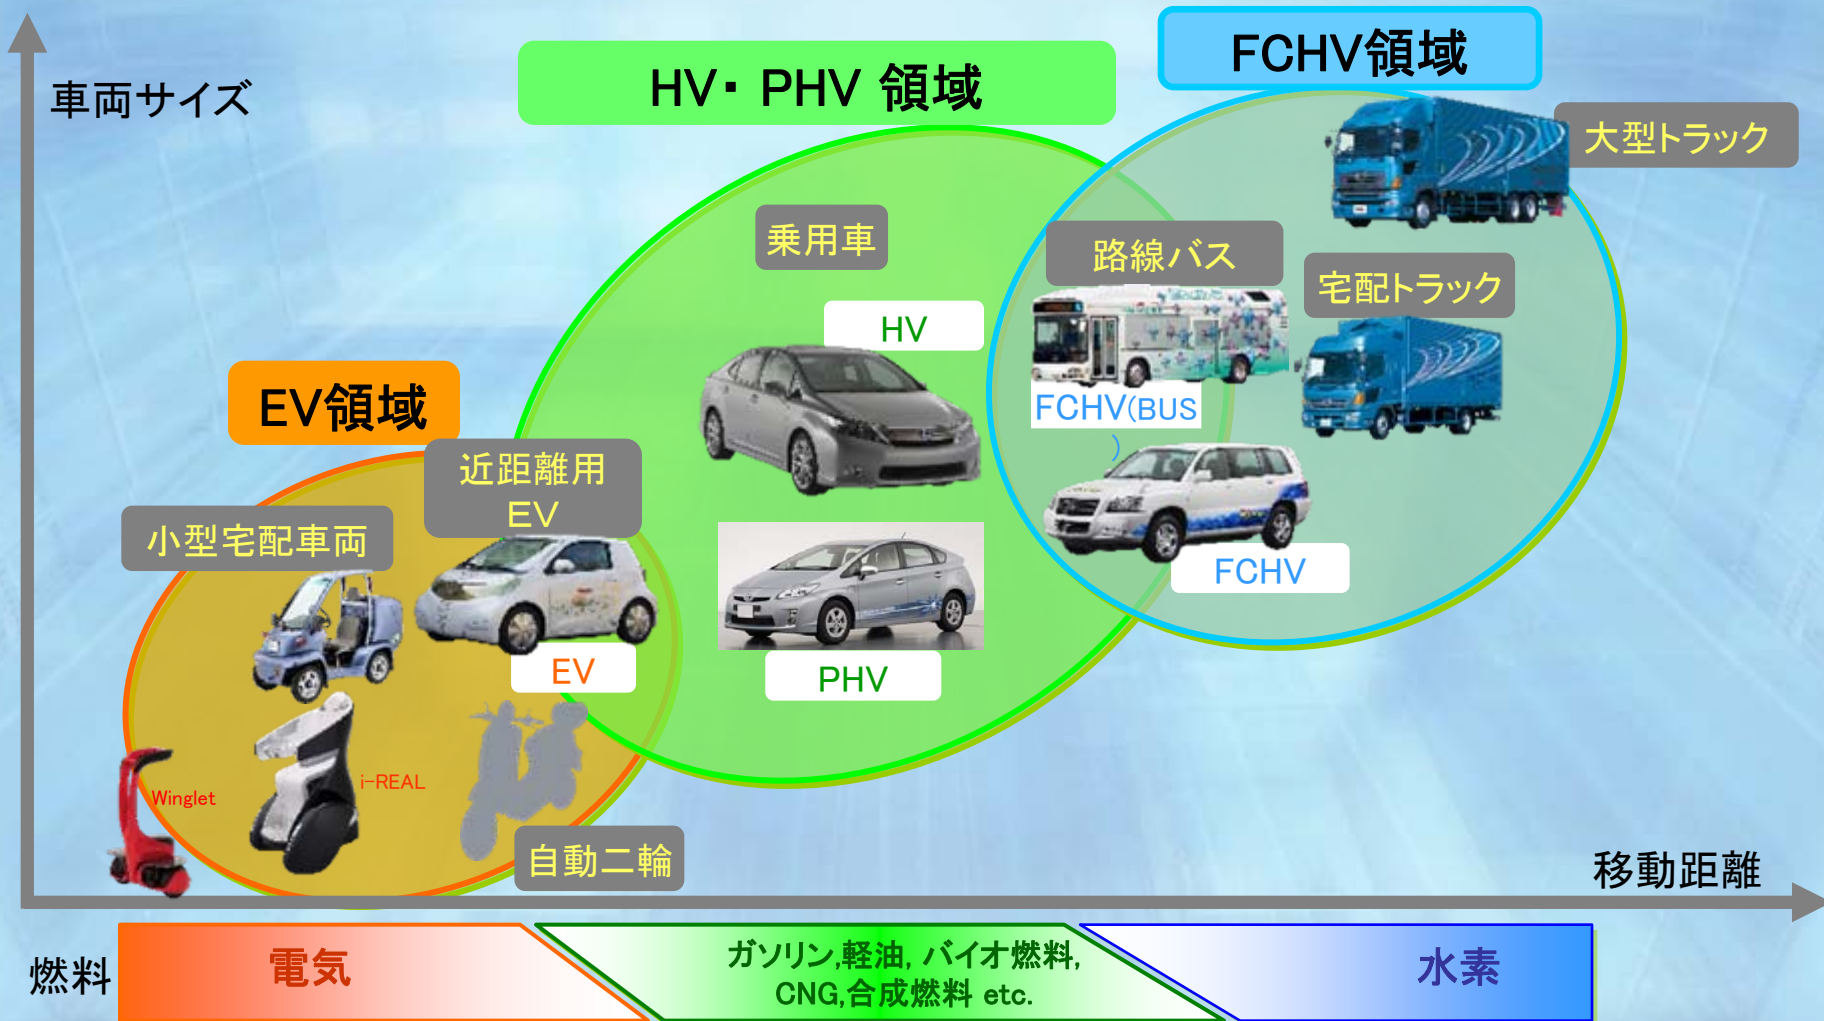 車両サイズ
HV・PHV 領域
FCHV領域
大型トラック
乗用車
路線バス
宅配トラック
HV
FCHV(BUS
)
EV領域
近距離用
EV
小型宅配車両
FCHV
EV
PHV
Winglet
i-REAL
自動二輪
移動距離
燃料
電気
ガソリン,軽油, バイオ燃料,
CNG,合成燃料 etc.
水素